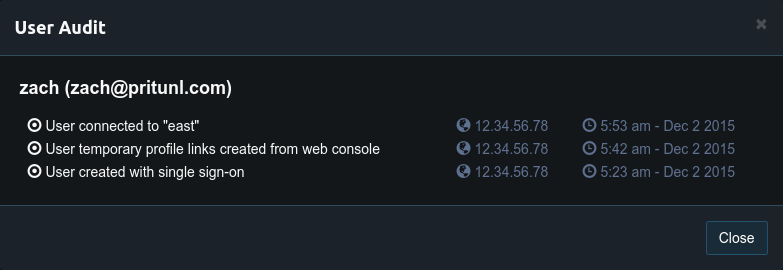 User Audit ×
zach (zach@pritunl.com)
User connected to "east" 12.34.56.78 5:53 am - Dec 2 2015
User temporary profile links created from web console 12.34.56.78 5:42 am - Dec 2 2015
User created with single sign-on 12.34.56.78 5:23 am - Dec 2 2015
Close